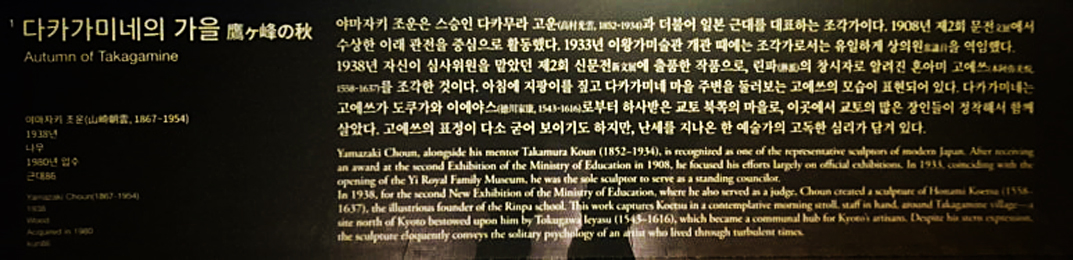 1 다카가미네의 가을 鷹ヶ峰の秋
Autumn of Takagamine
야마자키 조운(山崎朝雲, 1867-1954)
1938년
나무
1980년 입수
근대86
Yamazaki Choun(1867-1954)
1938
Wood
Acquired in 1980
kun86
야마자키 조운은 스승인 다카무라 고운(高村光雲, 1852-1934)과 더불어 일본 근대를 대표하는 조각가이다. 1908년 제2회 문전文展에서
수상한 이래 관전을 중심으로 활동했다. 1933년 이왕가미술관 개관 때에는 조각가로서는 유일하게 상의원常議員을 역임했다.
1938년 자신이 심사위원을 맡았던 제2회 신문전新文展에 출품한 작품으로, 린파(琳派)의 창시자로 알려진 혼아미 고에쓰(本阿弥光悦,
1558-1637)를 조각한 것이다. 아침에 지팡이를 짚고 다카가미네 마을 주변을 둘러보는 고에쓰의 모습이 표현되어 있다. 다카가미네는
고에쓰가 도쿠가와 이에야스(徳川家康, 1543-1616)로부터 하사받은 교토 북쪽의 마을로, 이곳에서 교토의 많은 장인들이 정착해서 함께
살았다. 고에쓰의 표정이 다소 굳어 보이기도 하지만, 난세를 지나온 한 예술가의 고독한 심리가 담겨 있다.
Yamazaki Choun, alongside his mentor Takamura Koun (1852–1934), is recognized as one of the representative sculptors of modern Japan. After receiving
an award at the second Exhibition of the Ministry of Education in 1908, he focused his efforts largely on official exhibitions. In 1933, coinciding with the
opening of the Yi Royal Family Museum, he was the sole sculptor to serve as a standing councilor.
In 1938, for the second New Exhibition of the Ministry of Education, where he also served as a judge, Choun created a sculpture of Honami Koetsu (1558–
1637), the illustrious founder of the Rinpa school. This work captures Koetsu in a contemplative morning stroll, staff in hand, around Takagamine village—a
site north of Kyoto bestowed upon him by Tokugawa Ieyasu (1543–1616), which became a communal hub for Kyoto's artisans. Despite his stern expression,
the sculpture eloquently conveys the solitary psychology of an artist who lived through turbulent times.